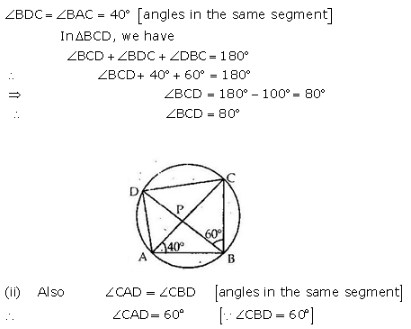 ∠BDC = ∠BAC = 40° [angles in the same segment]
In∆BCD, we have
∠BCD + ∠BDC + ∠DBC = 180°
∴ ∠BCD + 40° + 60° = 180°
⇒ ∠BCD = 180° – 100° = 80°
∴ ∠BCD = 80°
C
D
P
60°
40°
A
B
(ii) Also ∠CAD = ∠CBD [angles in the same segment]
∴ ∠CAD = 60° [∵ ∠CBD = 60°]